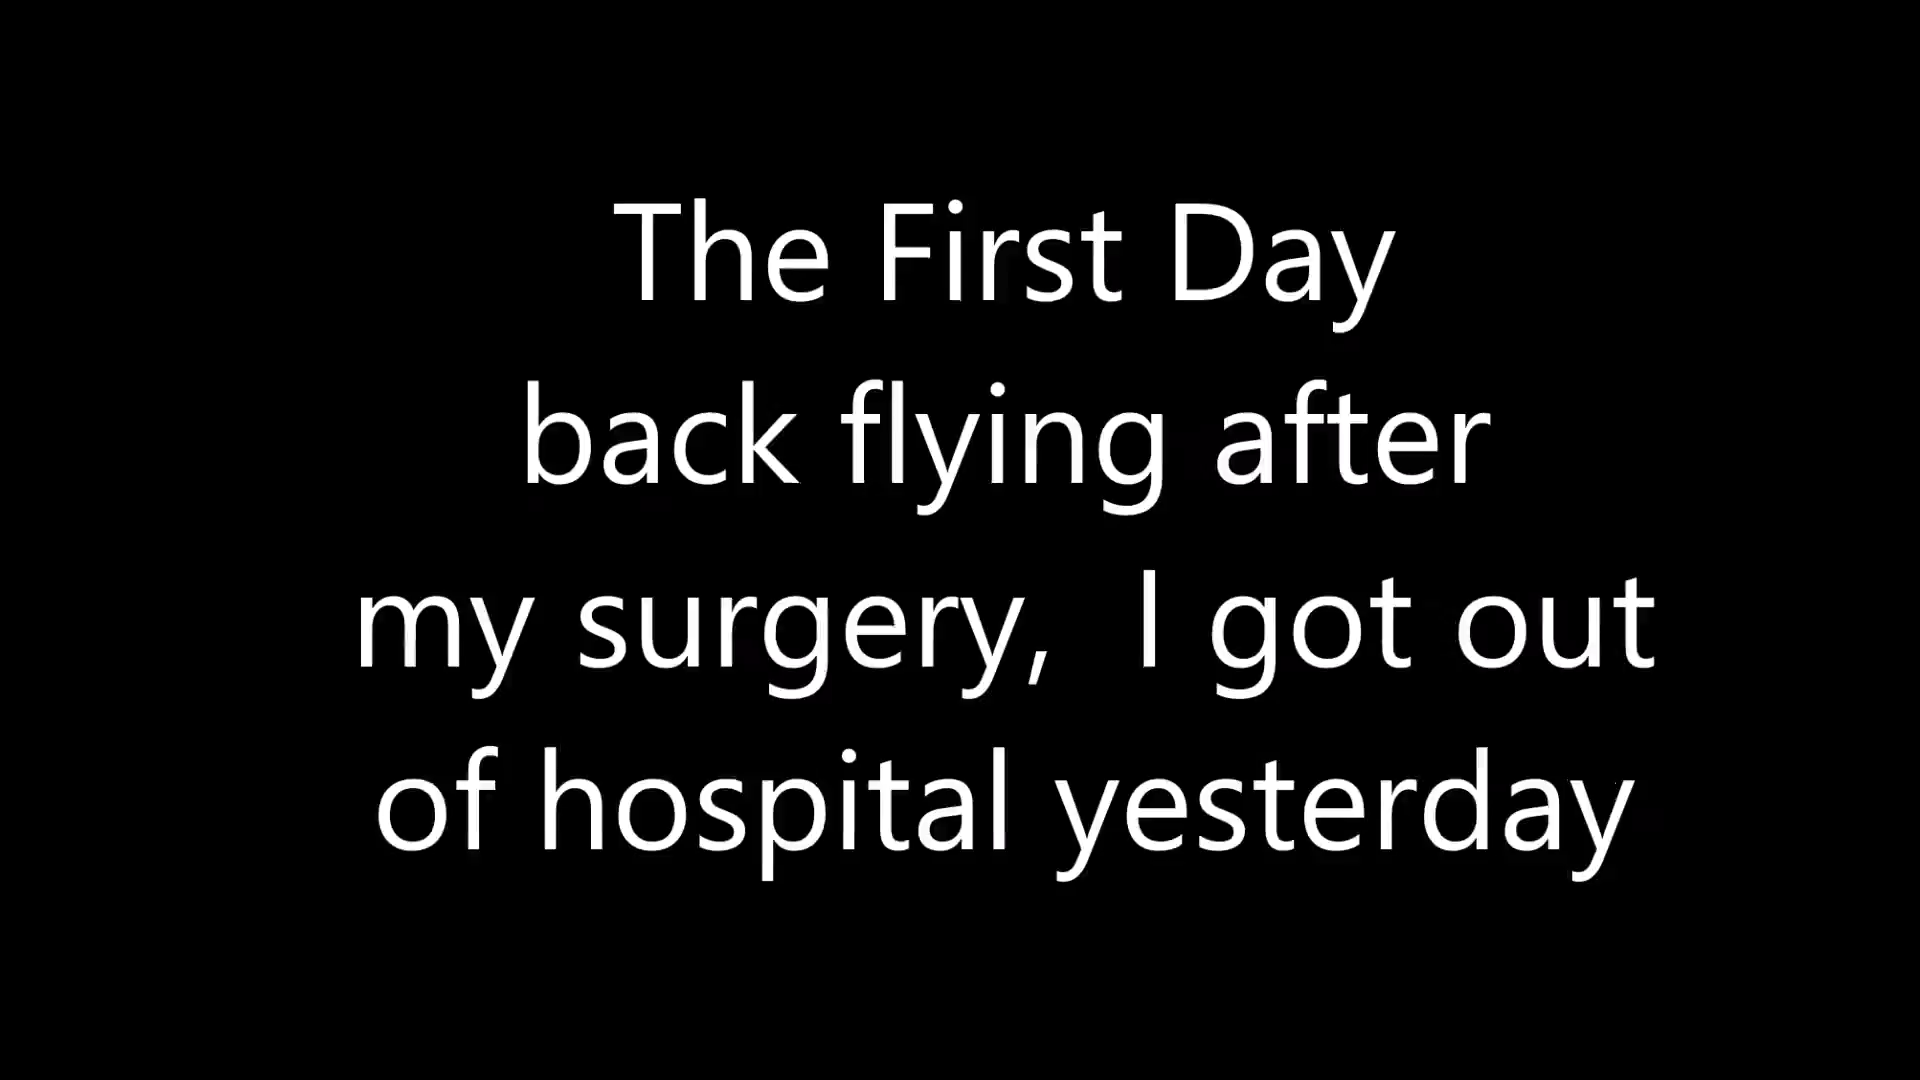 The First Day
back flying after
my surgery,  I got out
of hospital yesterday